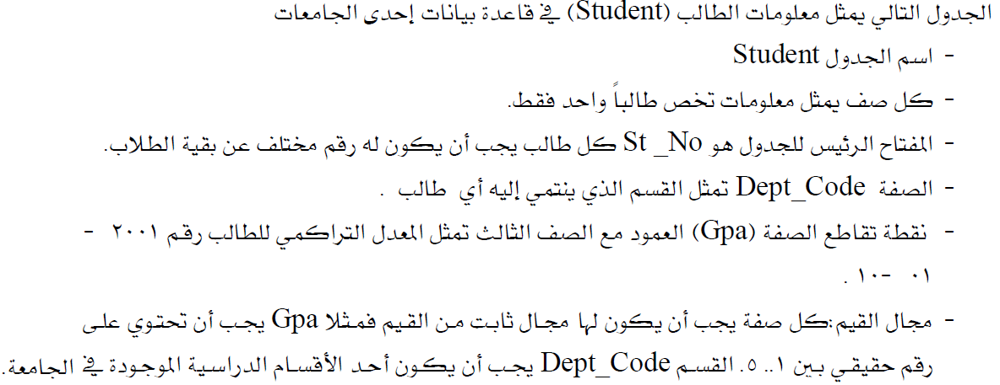 الجدول التالي يمثل معلومات الطالب (Student) في قاعدة بيانات إحدى الجامعات
- اسم الجدول Student
- كل صف يمثل معلومات تخص طالباً واحد فقط.
- المفتاح الرئيس للجدول هو St _No كل طالب يجب أن يكون له رقم مختلف عن بقية الطلاب.
- الصفة Dept_Code تمثل القسم الذي ينتمي إليه أي طالب .
- نقطة تقاطع الصفة (Gpa) العمود مع الصف الثالث تمثل المعدل التراكمي للطالب رقم ٢٠٠١ -
٠١ -١٠ .
- مجال القيم:كل صفة يجب أن يكون لها مجال ثابت من القيم فمثلا Gpa يجب أن تحتوي على
رقم حقيقي بين ١.. ٥. القسم Dept_Code يجب أن يكون أحد الأقسام الدراسية الموجودة في الجامعة.